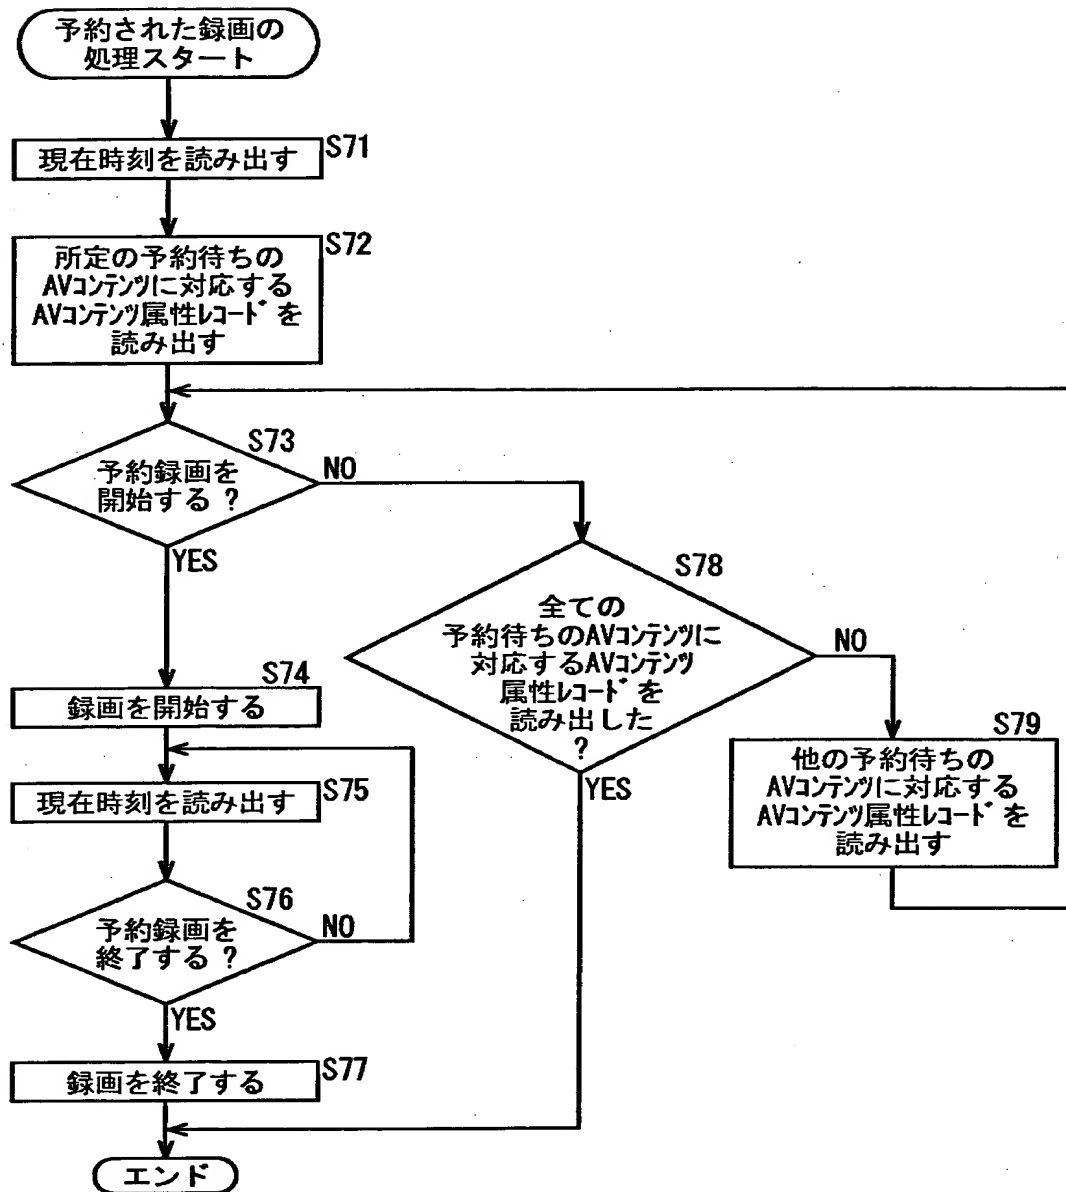 予約された録画の
処理スタート
S71
現在時刻を読み出す
S72
所定の予約待ちの
AVコンテンツに対応する
AVコンテンツ属性レコードを
読み出す
S73
予約録画を
開始する ?
NO
YES
S78
全ての
予約待ちのAVコンテンツに
対応するAVコンテンツ
属性レコードを
読み出した
?
NO
YES
S74
録画を開始する
S79
他の予約待ちの
AVコンテンツに対応する
AVコンテンツ属性レコードを
読み出す
S75
現在時刻を読み出す
S76
予約録画を
終了する ?
NO
YES
S77
録画を終了する
エンド